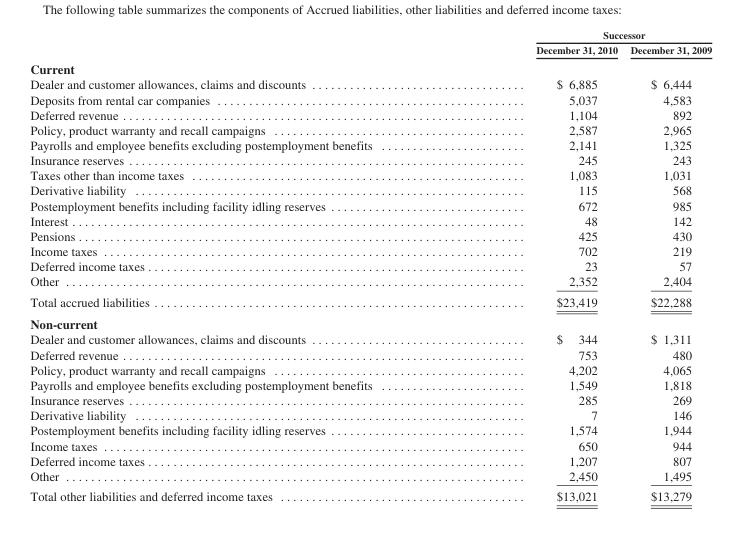 The following table summarizes the components of Accrued liabilities, other liabilities and deferred income taxes:
Successor
December 31, 2010 December 31, 2009
Current
Dealer and customer allowances, claims and discounts $ 6,885 $ 6,444
Deposits from rental car companies 5,037 4,583
Deferred revenue 1,104 892
Policy, product warranty and recall campaigns 2,587 2,965
Payrolls and employee benefits excluding postemployment benefits 2,141 1,325
Insurance reserves 245 243
Taxes other than income taxes 1,083 1,031
Derivative liability 115 568
Postemployment benefits including facility idling reserves 672 985
Interest 48 142
Pensions 425 430
Income taxes 702 219
Deferred income taxes 23 57
Other 2,352 2,404
Total accrued liabilities $23,419 $22,288
Non-current
Dealer and customer allowances, claims and discounts $ 344 $ 1,311
Deferred revenue 753 480
Policy, product warranty and recall campaigns 4,202 4,065
Payrolls and employee benefits excluding postemployment benefits 1,549 1,818
Insurance reserves 285 269
Derivative liability 7 146
Postemployment benefits including facility idling reserves 1,574 1,944
Income taxes 650 944
Deferred income taxes 1,207 807
Other 2,450 1,495
Total other liabilities and deferred income taxes $13,021 $13,279